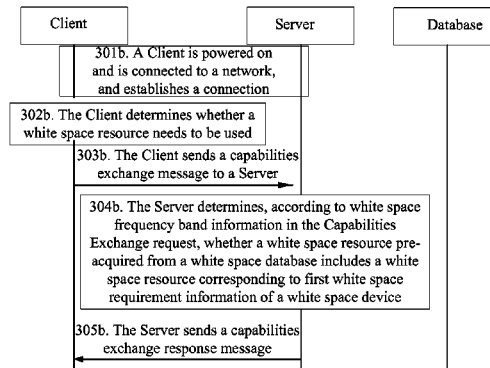 Client
Server
Database
301b. A Client is powered on
and is connected to a network,
and establishes a connection
302b. The Client determines whether a
white space resource needs to be used
303b. The Client sends a capabilities
exchange message to a Server
304b. The Server determines, according to white space
frequency band information in the Capabilities
Exchange request, whether a white space resource pre-
acquired from a white space database includes a white
space resource corresponding to first white space
requirement information of a white space device
305b. The Server sends a capabilities
exchange response message